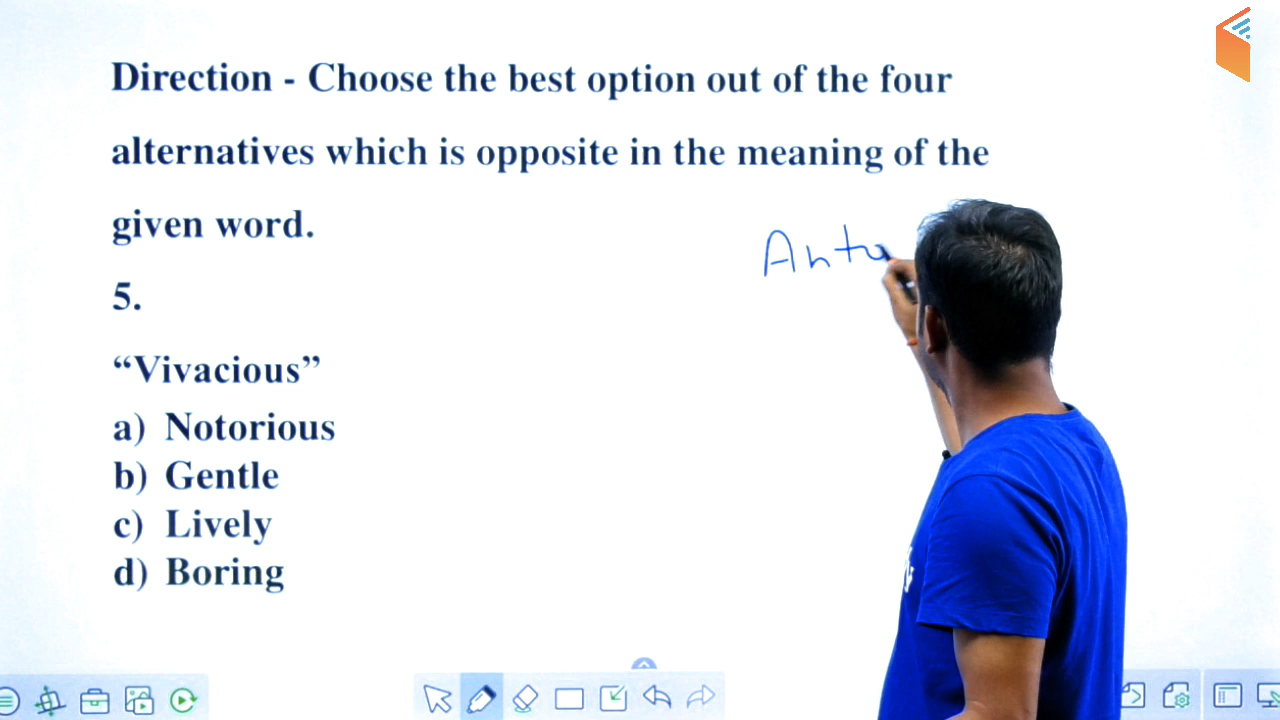 Direction - Choose the best option out of the four
alternatives which is opposite in the meaning of the
given word.
Anto
5.
“Vivacious”
a) Notorious
b) Gentle
c) Lively
d) Boring